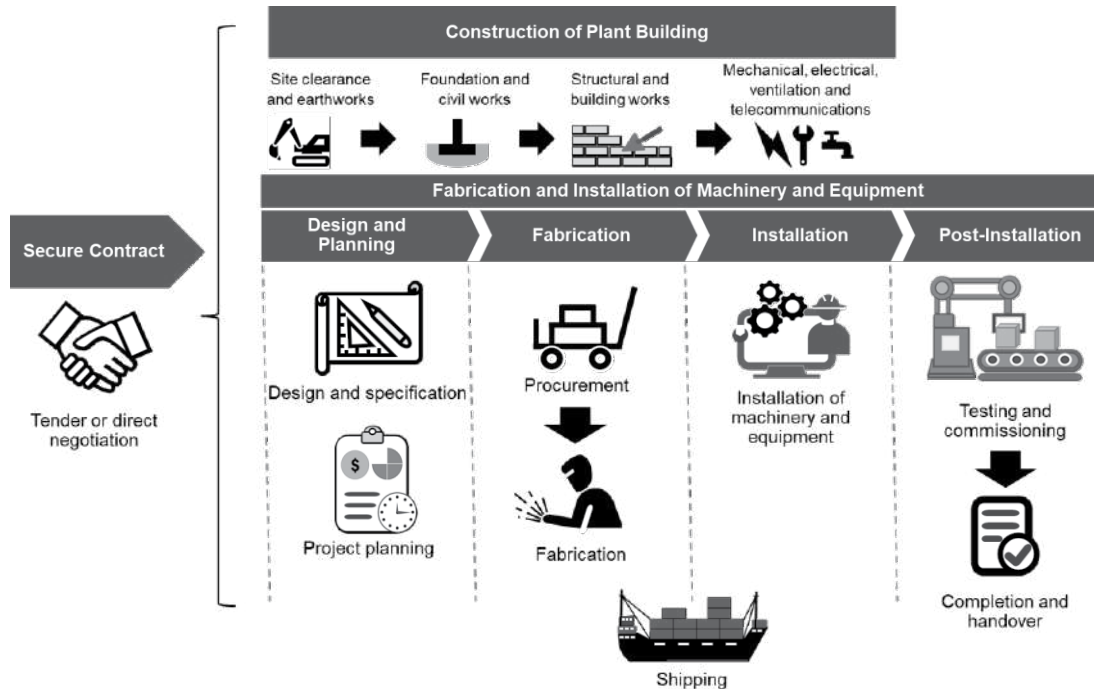 Construction of Plant Building
Site clearance
and earthworks
Foundation and
civil works
Structural and
building works
Mechanical, electrical,
ventilation and
telecommunications
Fabrication and Installation of Machinery and Equipment
Secure Contract
Design and
Planning
Fabrication
Installation
Post-Installation
Tender or direct
negotiation
Design and specification
$
Project planning
Procurement
Fabrication
Installation of
machinery and
equipment
Testing and
commissioning
Completion and
handover
Shipping